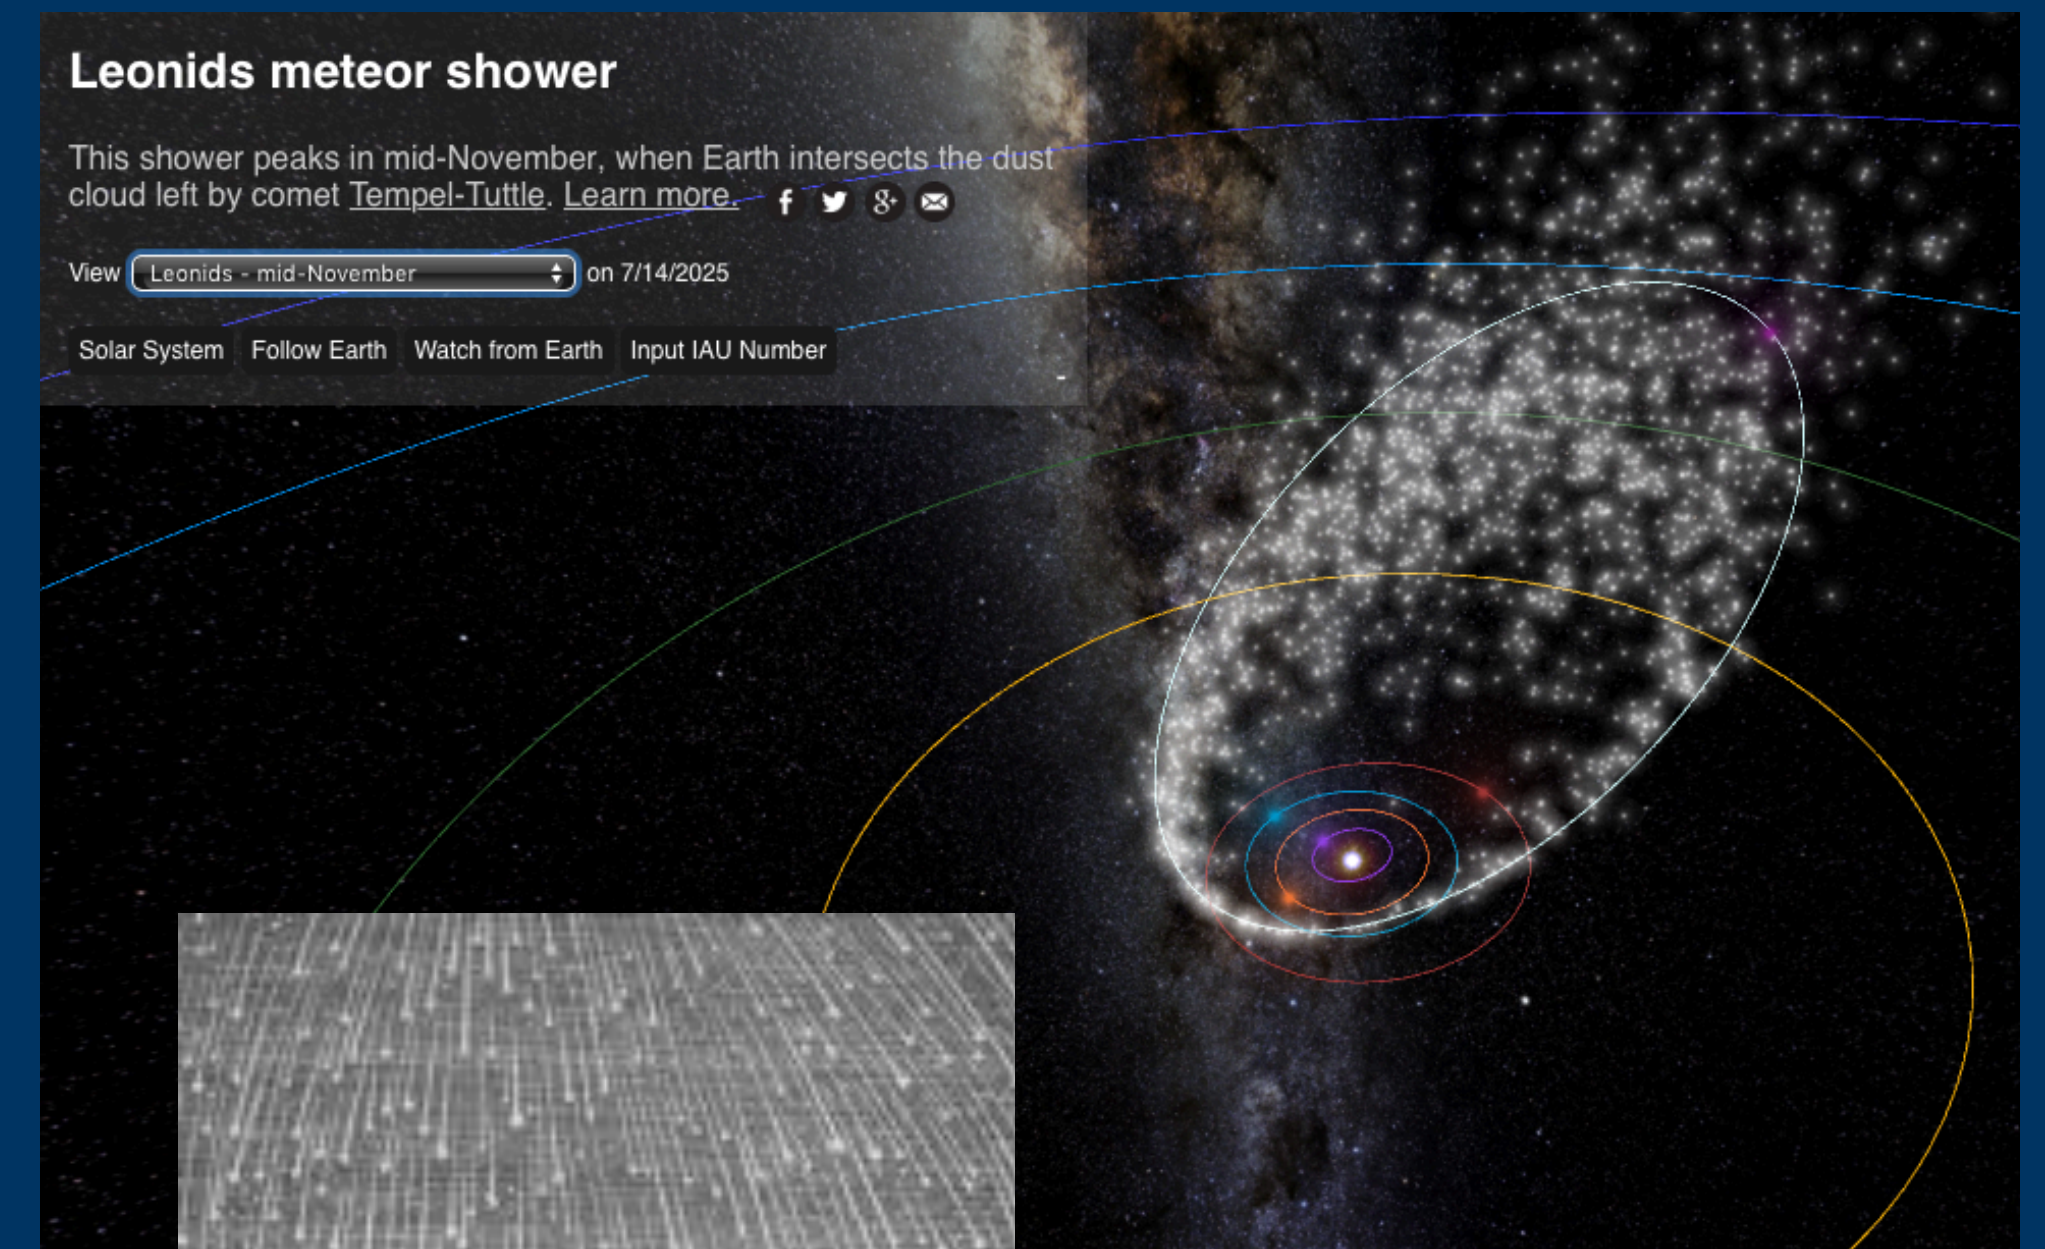 Leonids meteor shower
This shower peaks in mid-November, when Earth intersects the dust
cloud left by comet Tempel-Tuttle. Learn more.
View Leonids - mid-November on 7/14/2025
Solar System Follow Earth Watch from Earth Input IAU Number
-